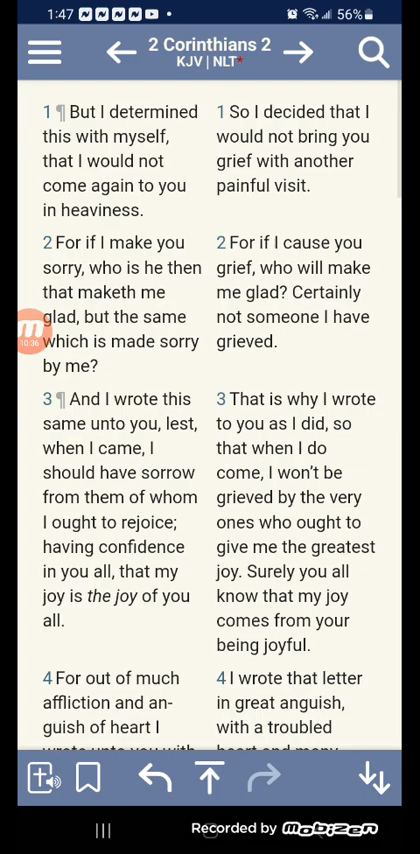 1:47
56%
2 Corinthians 2
KJV | NLT*
1 ¶ But I determined
this with myself,
that I would not
come again to you
in heaviness.
2 For if I make you
sorry, who is he then
that maketh me
glad, but the same
which is made sorry
by me?
3 ¶ And I wrote this
same unto you, lest,
when I came, I
should have sorrow
from them of whom
I ought to rejoice;
having confidence
in you all, that my
joy is the joy of you
all.
4 For out of much
affliction and an-
guish of heart I
wrote unto you with
1 So I decided that I
would not bring you
grief with another
painful visit.
2 For if I cause you
grief, who will make
me glad? Certainly
not someone I have
grieved.
3 That is why I wrote
to you as I did, so
that when I do
come, I won't be
grieved by the very
ones who ought to
give me the greatest
joy. Surely you all
know that my joy
comes from your
being joyful.
4 I wrote that letter
in great anguish,
with a troubled
heart and many
m
10:36
Recorded by mobizen